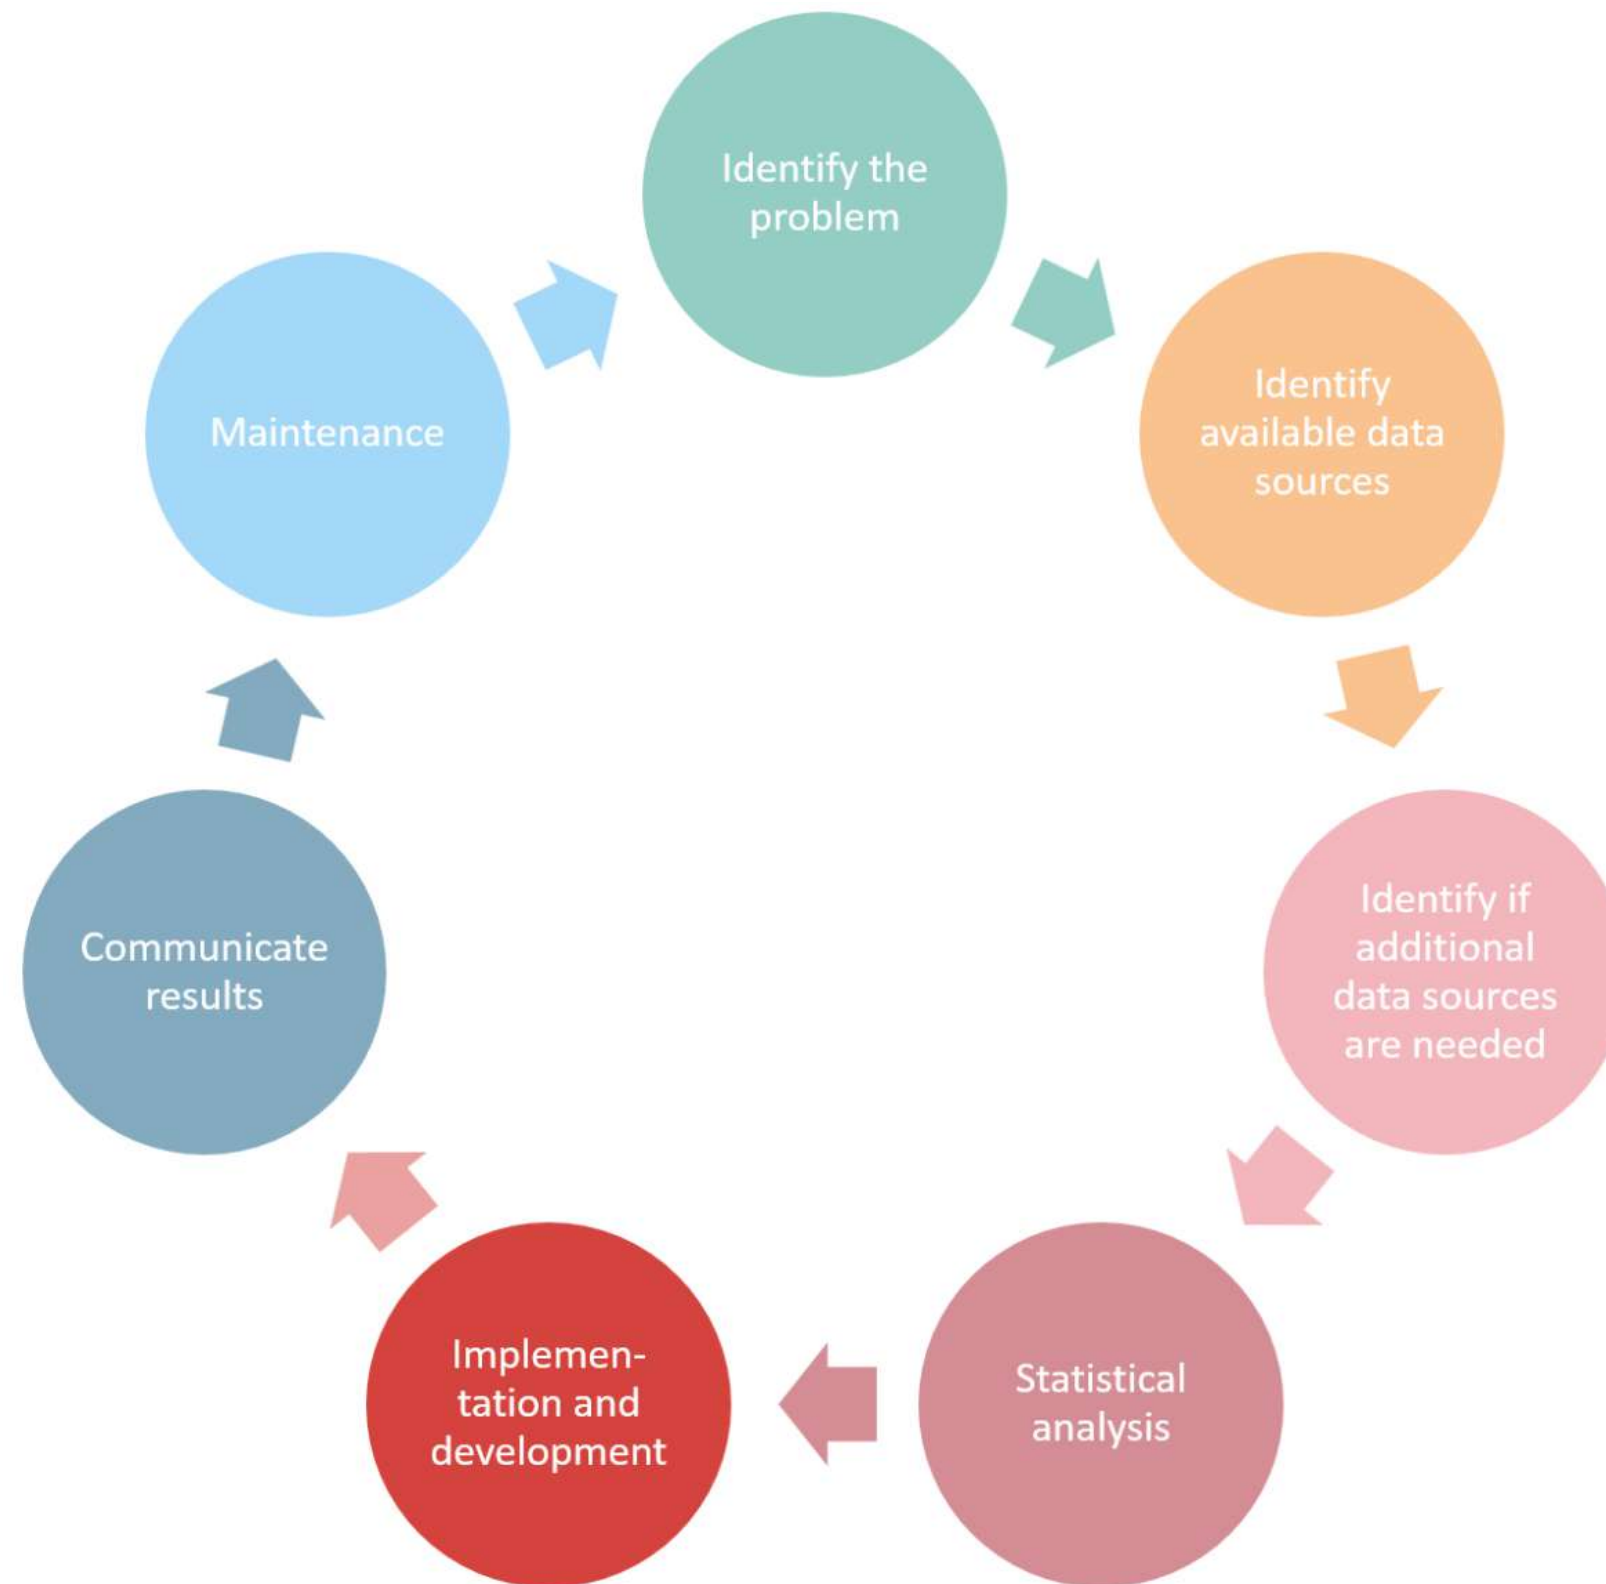 Identify the
problem
Identify
available data
sources
Identify if
additional
data sources
are needed
Statistical
analysis
Implemen-
tation and
development
Communicate
results
Maintenance